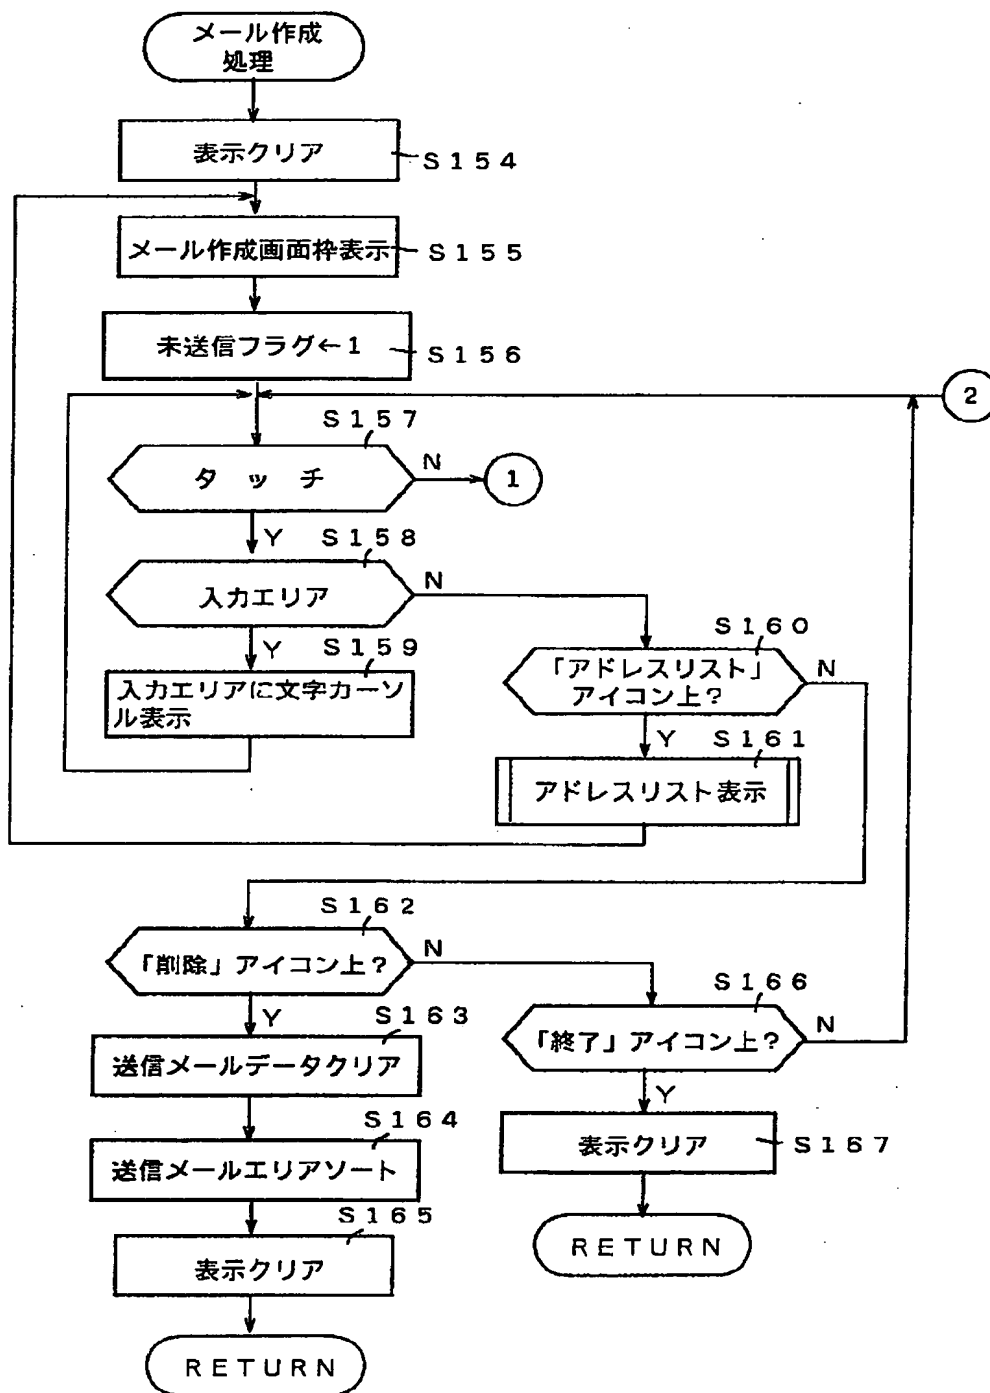 メール作成
処理
表示クリア
S154
メール作成画面枠表示
S155
未送信フラグ←1
S156
2
S157
タッチ
N
1
Y
S158
入力エリア
N
Y
S159
入力エリアに文字カーソ
ル表示
S160
「アドレスリスト」
アイコン上?
N
Y
S161
アドレスリスト表示
S162
「削除」アイコン上?
N
Y
S163
送信メールデータクリア
S164
送信メールエリアソート
S165
表示クリア
RETURN
S166
「終了」アイコン上?
N
Y
表示クリア
S167
RETURN